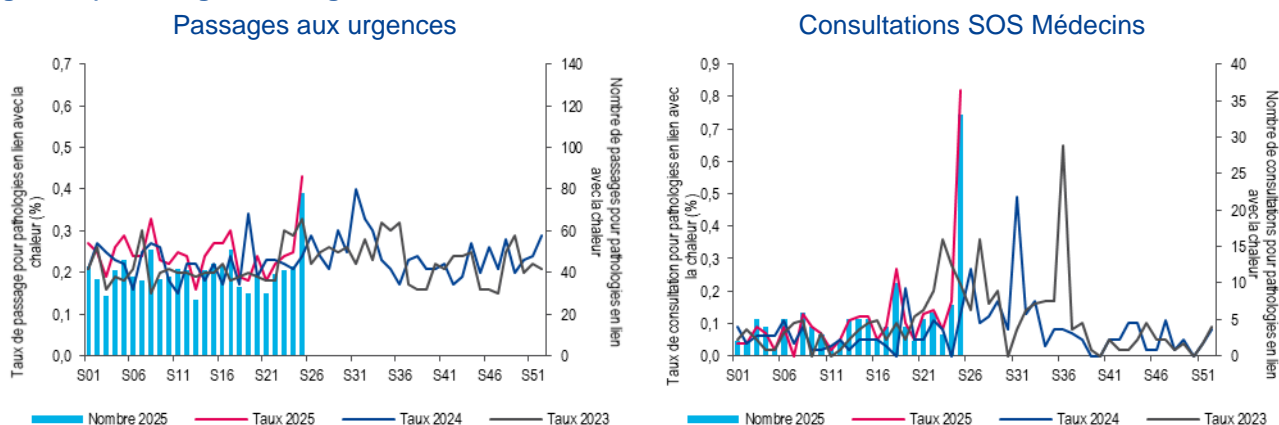 Passages aux urgences
Taux de passage pour pathologies en lien avec la
chaleur (%)
0,7
0,6
0,5
0,4
0,3
0,2
0,1
0,0
140
120
100
80
60
40
20
0
Nombre de passages pour pathologies en lien
avec la chaleur
S01 S06 S11 S16 S21 S26 S31 S36 S41 S46 S51
Nombre 2025 Taux 2025 Taux 2024 Taux 2023
Consultations SOS Médecins
Taux de consultation pour pathologies en lien avec
la chaleur (%)
0,9
0,8
0,7
0,6
0,5
0,4
0,3
0,2
0,1
0,0
40
35
30
25
20
15
10
5
0
Nombre de consultations pour pathologies en lien
avec la chaleur
S01 S06 S11 S16 S21 S26 S31 S36 S41 S46 S51
Nombre 2025 Taux 2025 Taux 2024 Taux 2023